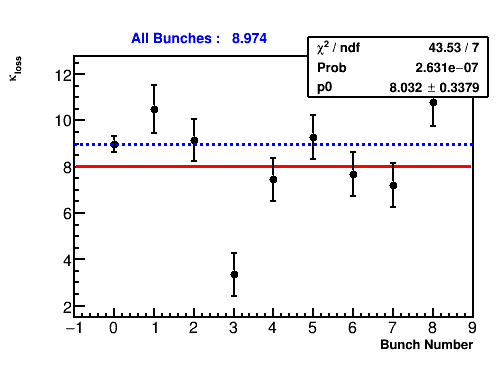 All Bunches : 8.974
χ² / ndf 43.53 / 7
Prob 2.631e−07
p0 8.032 ± 0.3379
κloss
12
10
8
6
4
2
−1 0 1 2 3 4 5 6 7 8 9
Bunch Number